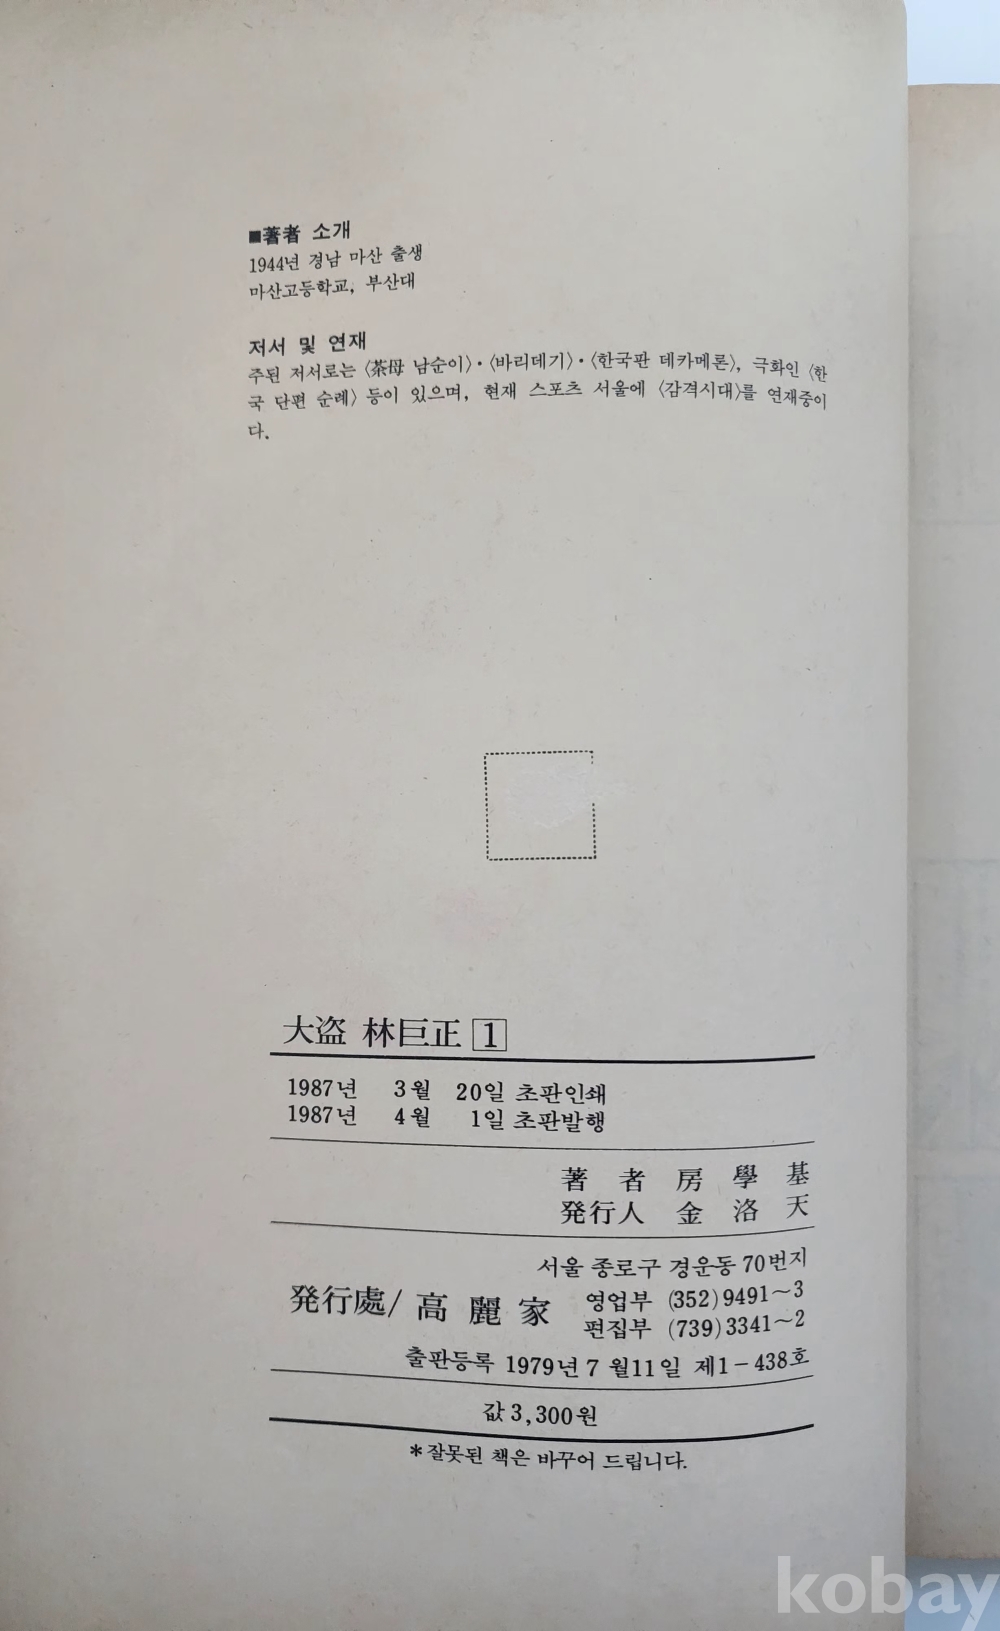 ■著者 소개
1944년 경남 마산 출생
마산고등학교, 부산대
저서 및 연재
주된 저서로는 〈茶母 남순이〉·〈바리데기〉·〈한국판 데카메론〉, 극화인 〈한
국 단편 순례〉 등이 있으며, 현재 스포츠 서울에 〈감격시대〉를 연재중이
다.
大盜 林巨正 1
1987년 3월 20일 초판인쇄
1987년 4월 1일 초판발행
著者 房學基
発行人 金洛天
서울 종로구 경운동 70번지
発行處/ 高麗家 영업부 (352)9491~3
편집부 (739)3341~2
출판등록 1979년 7월 11일 제1-438호
값 3,300원
*잘못된 책은 바꾸어 드립니다.
kobay